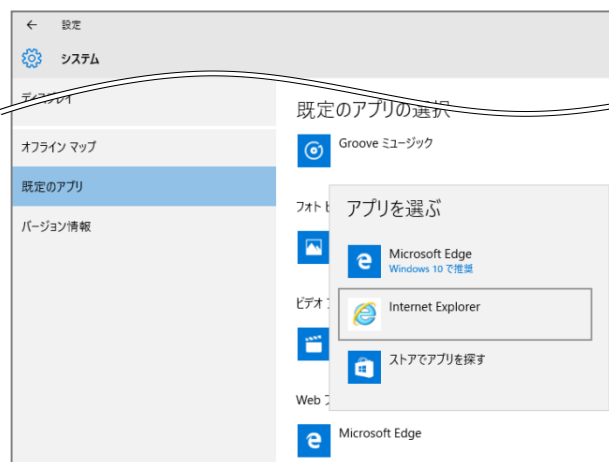 設定
システム
ディスプレイ
オフライン マップ
既定のアプリ
バージョン情報
既定のアプリの選択
Groove ミュージック
フォト
アプリを選ぶ
Microsoft Edge
Windows 10 で推奨
Internet Explorer
ビデオ
ストアでアプリを探す
Web
Microsoft Edge